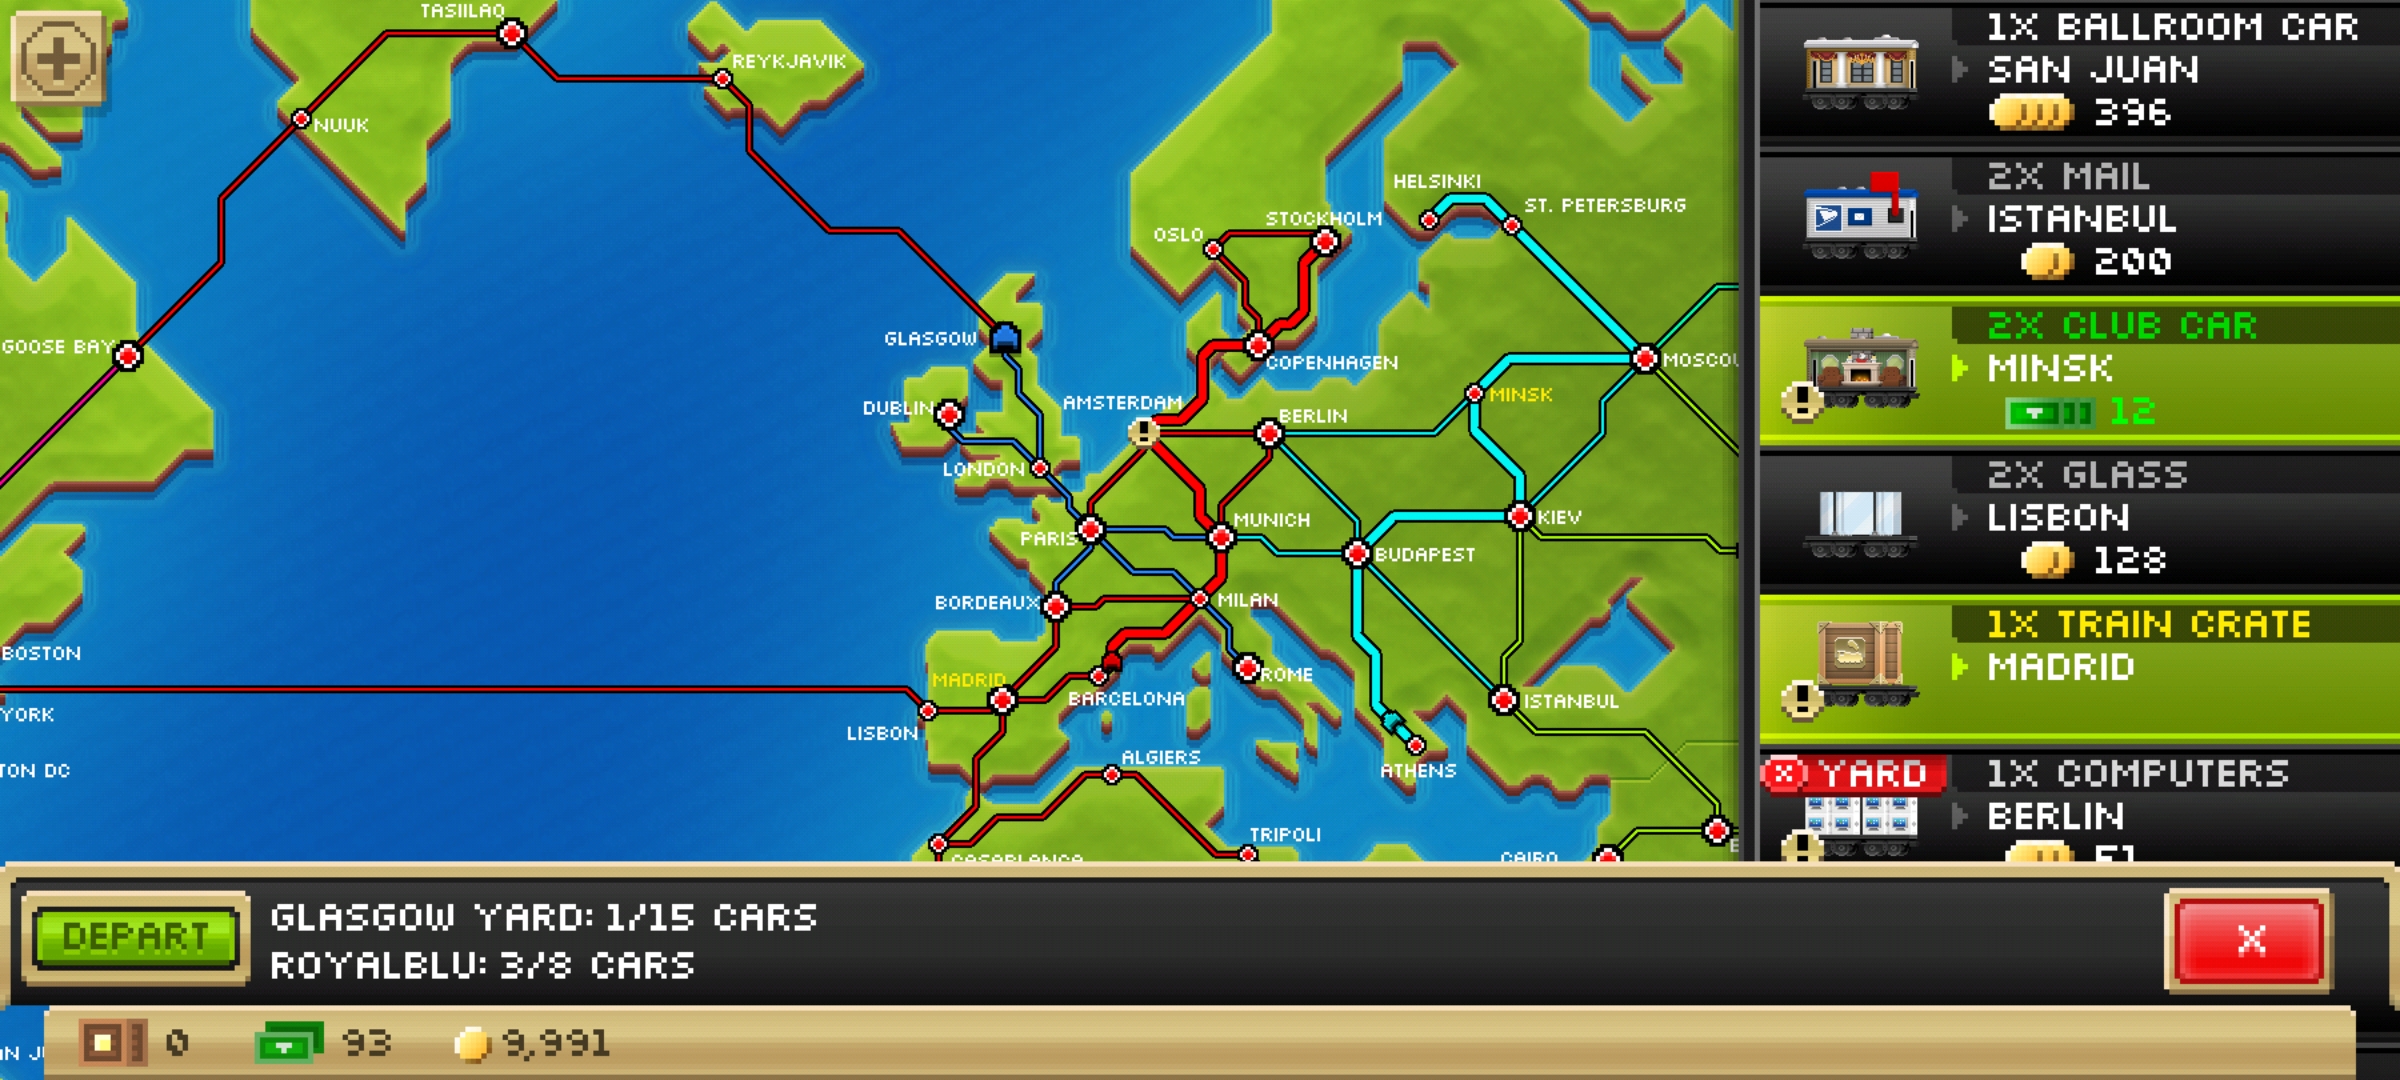 TASIILAQ
REYKJAVIK
NUUK
HELSINKI
ST. PETERSBURG
STOCKHOLM
OSLO
GLASGOW
GOOSE BAY
COPENHAGEN
MOSCOW
MINSK
AMSTERDAM
DUBLIN
BERLIN
LONDON
MUNICH
KIEV
PARIS
BUDAPEST
BORDEAUX
MILAN
BOSTON
ROME
MADRID
BARCELONA
ISTANBUL
YORK
LISBON
TON DC
ALGIERS
ATHENS
TRIPOLI
CASABLANCA
CAIRO
1X BALLROOM CAR
SAN JUAN
396
2X MAIL
ISTANBUL
200
2X CLUB CAR
MINSK
12
2X GLASS
LISBON
128
1X TRAIN CRATE
MADRID
X YARD
1X COMPUTERS
BERLIN
51
DEPART
GLASGOW YARD: 1/15 CARS
ROYALBLU: 3/8 CARS
X
0
93
9,991